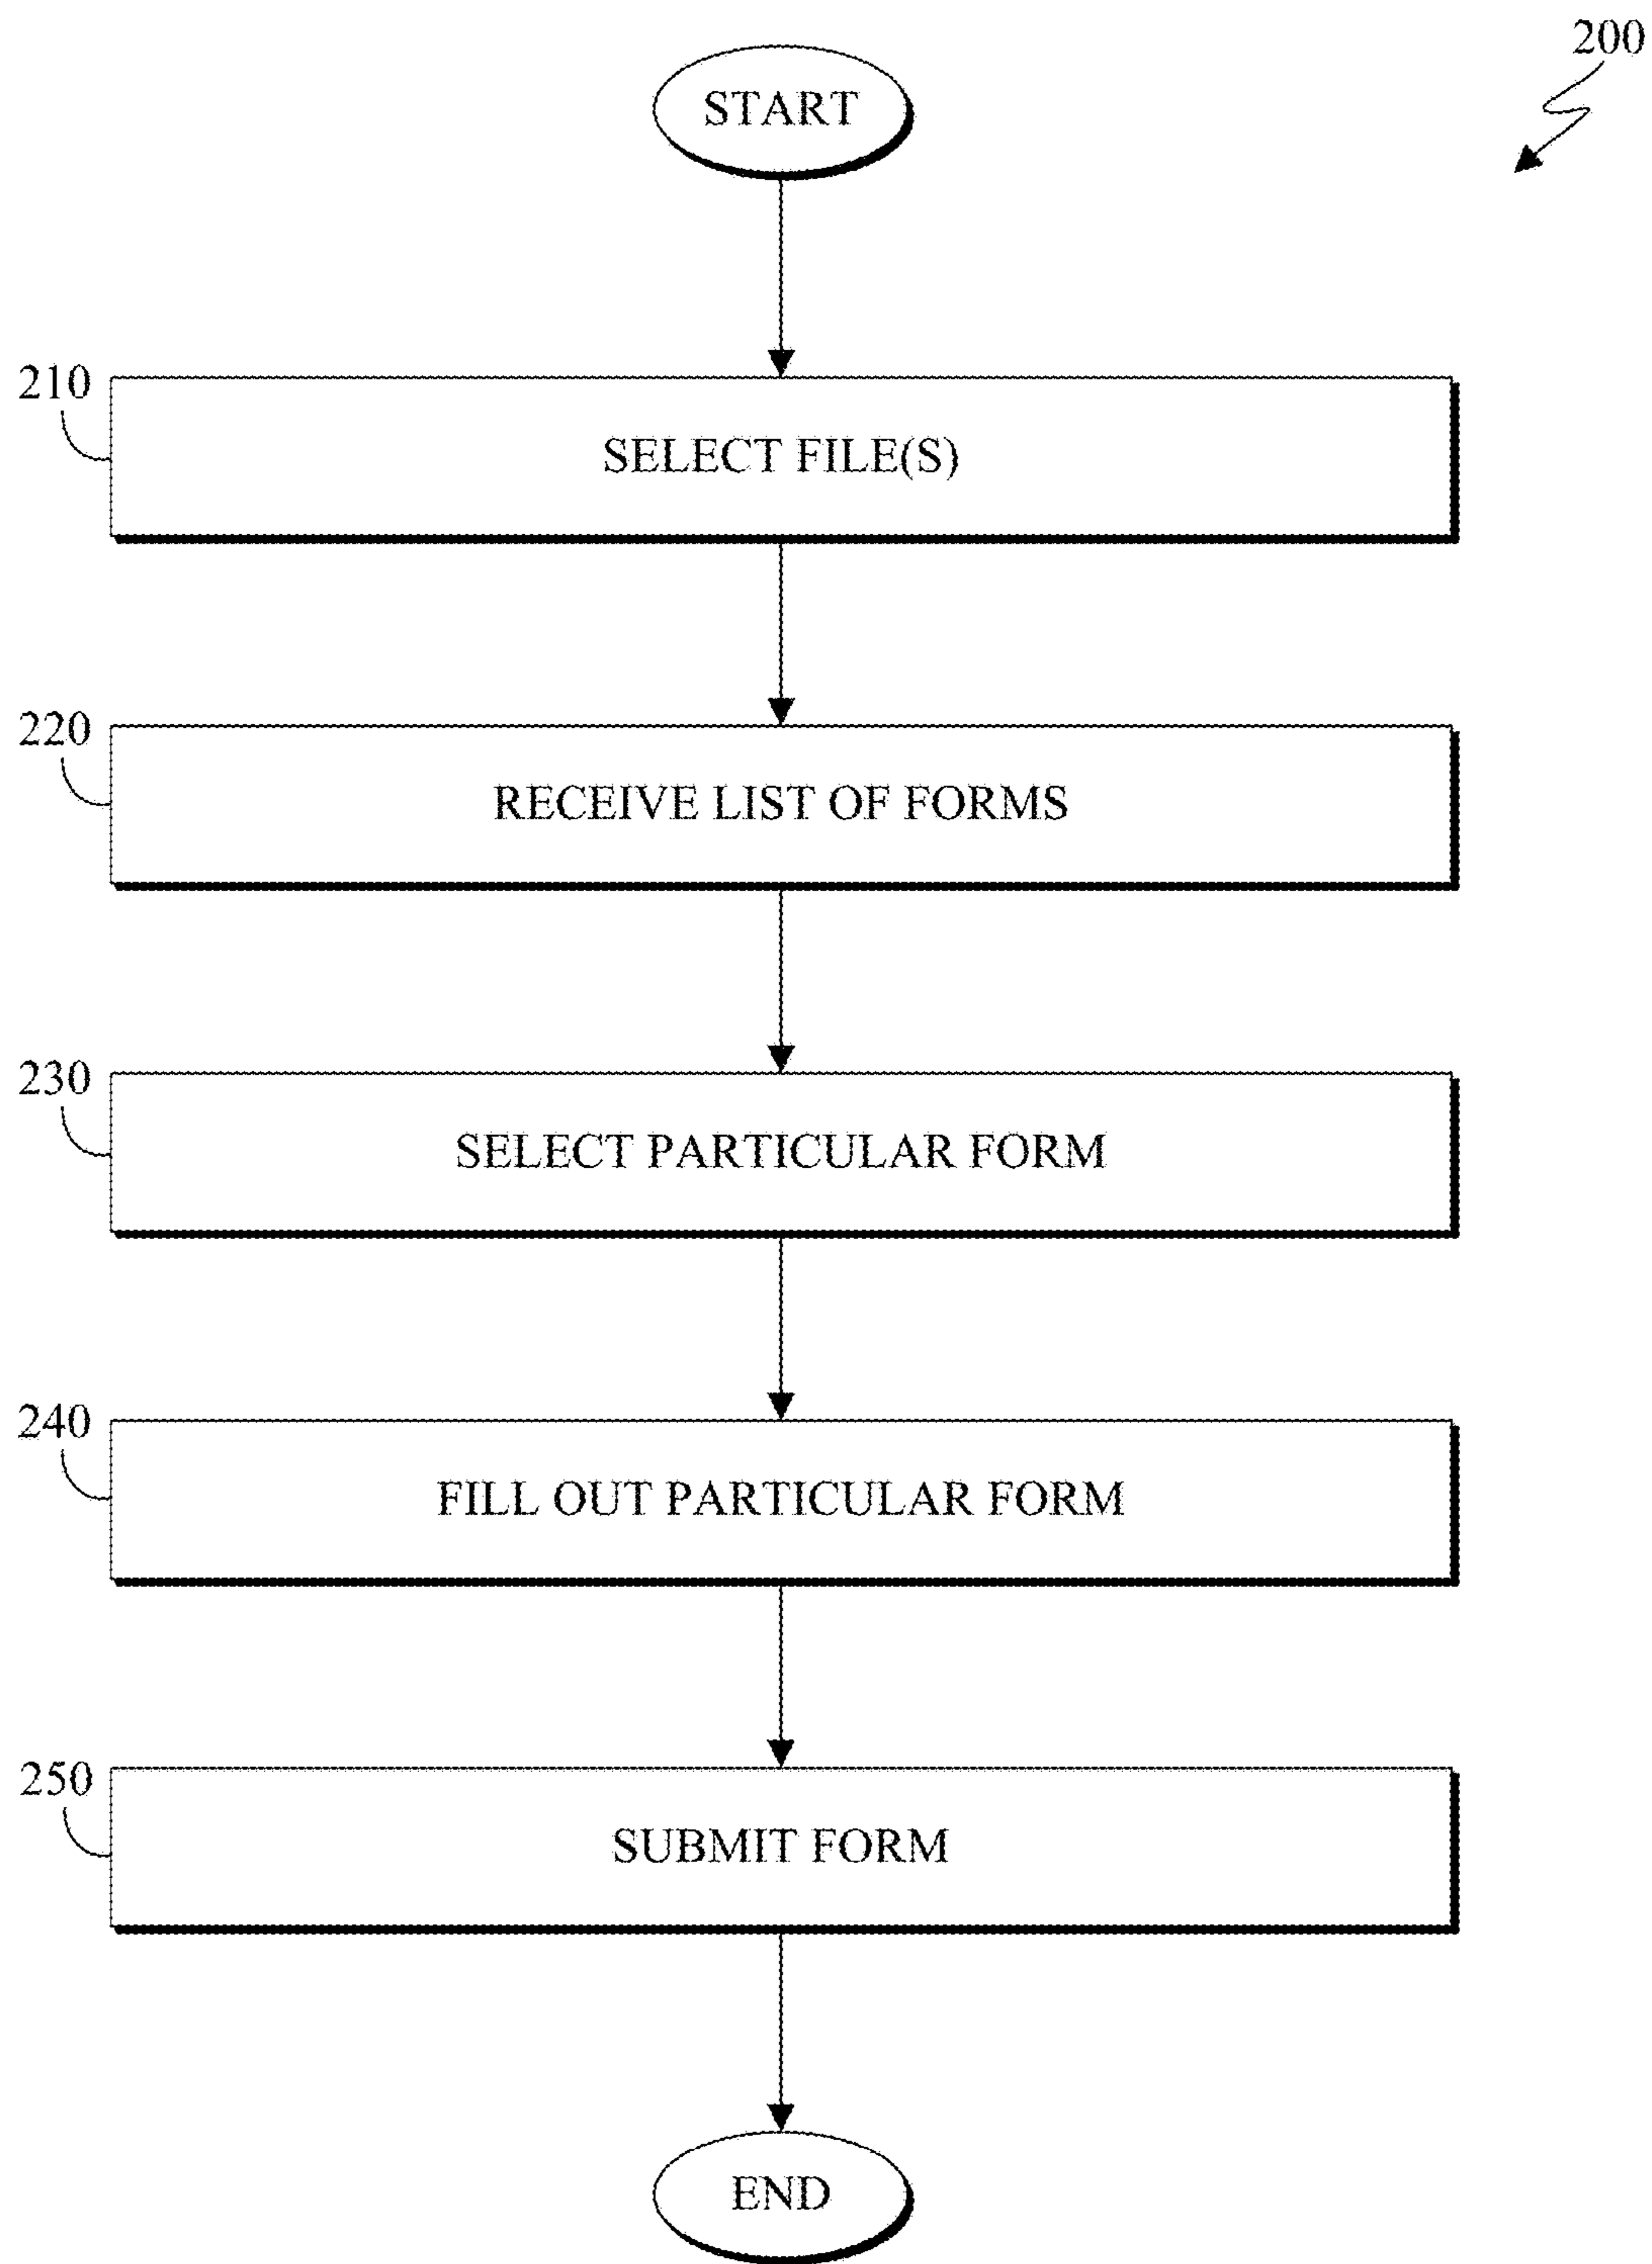 200
START
210
SELECT FILE(S)
220
RECEIVE LIST OF FORMS
230
SELECT PARTICULAR FORM
240
FILL OUT PARTICULAR FORM
250
SUBMIT FORM
END